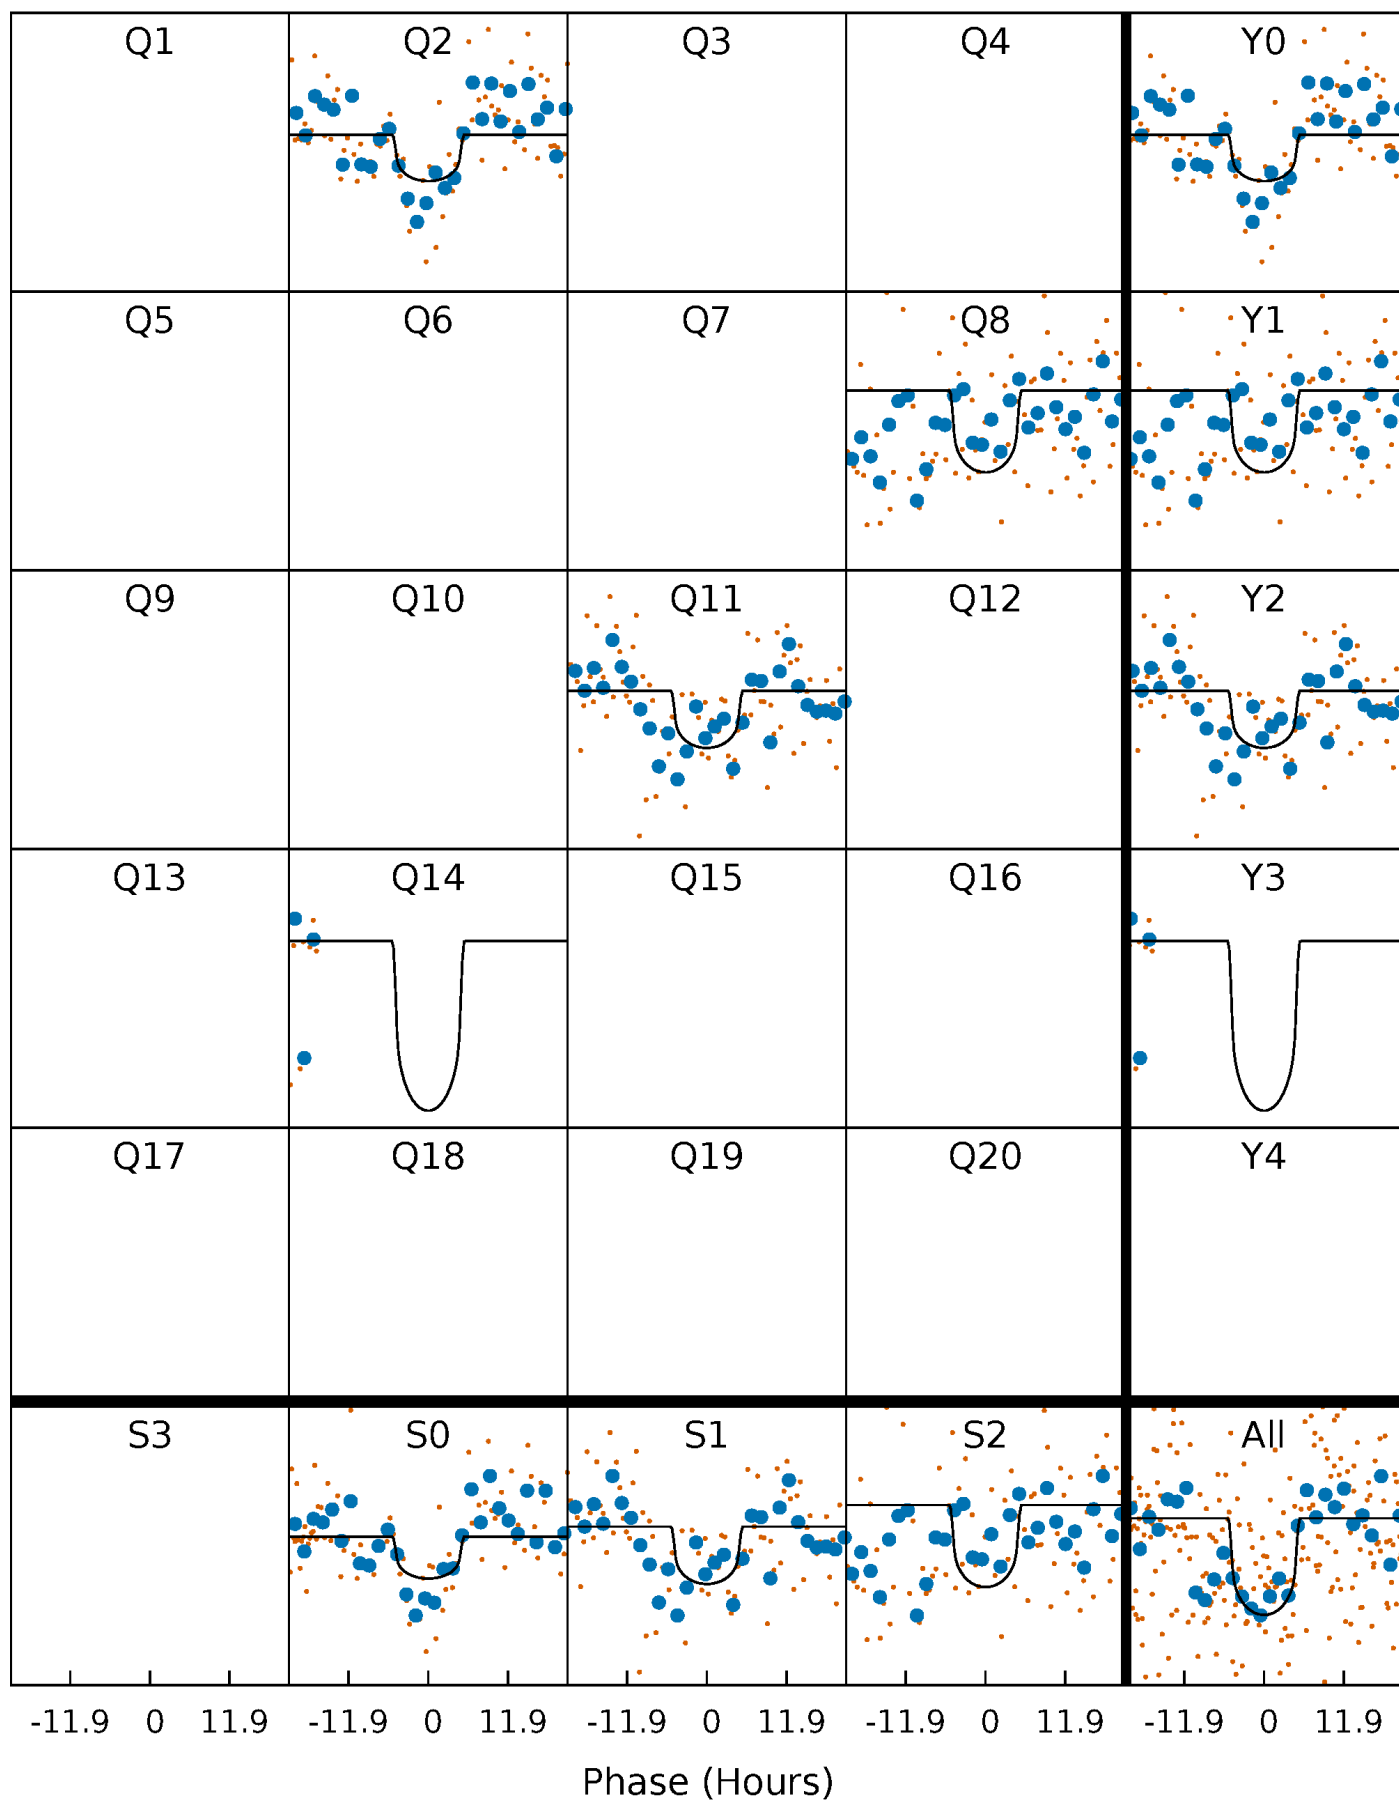 Q1 Q2 Q3 Q4 Y0
Q5 Q6 Q7 Q8 Y1
Q9 Q10 Q11 Q12 Y2
Q13 Q14 Q15 Q16 Y3
Q17 Q18 Q19 Q20 Y4
S3 S0 S1 S2 All
-11.9 0 11.9 -11.9 0 11.9 -11.9 0 11.9 -11.9 0 11.9 -11.9 0 11.9
Phase (Hours)